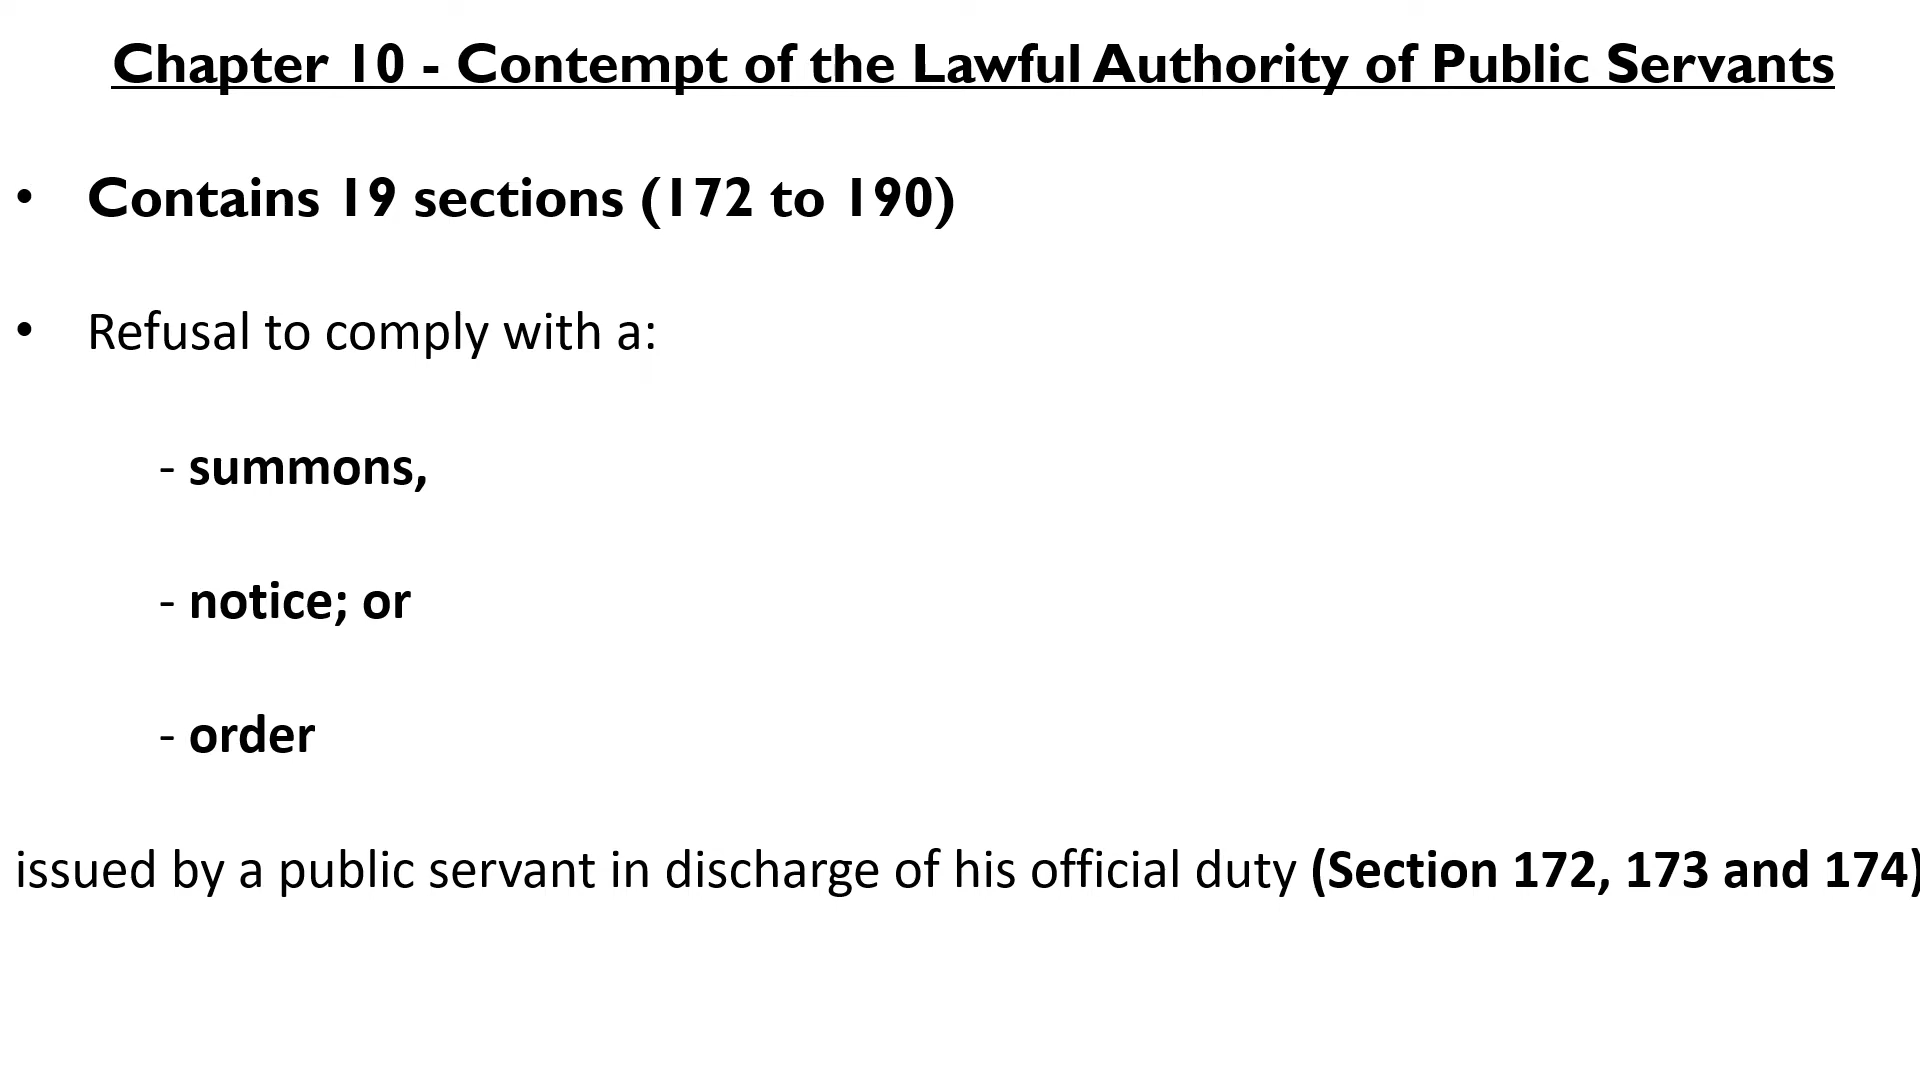 Chapter 10 - Contempt of the Lawful Authority of Public Servants
• Contains 19 sections (172 to 190)
• Refusal to comply with a:
- summons,
- notice; or
- order
issued by a public servant in discharge of his official duty (Section 172, 173 and 174)